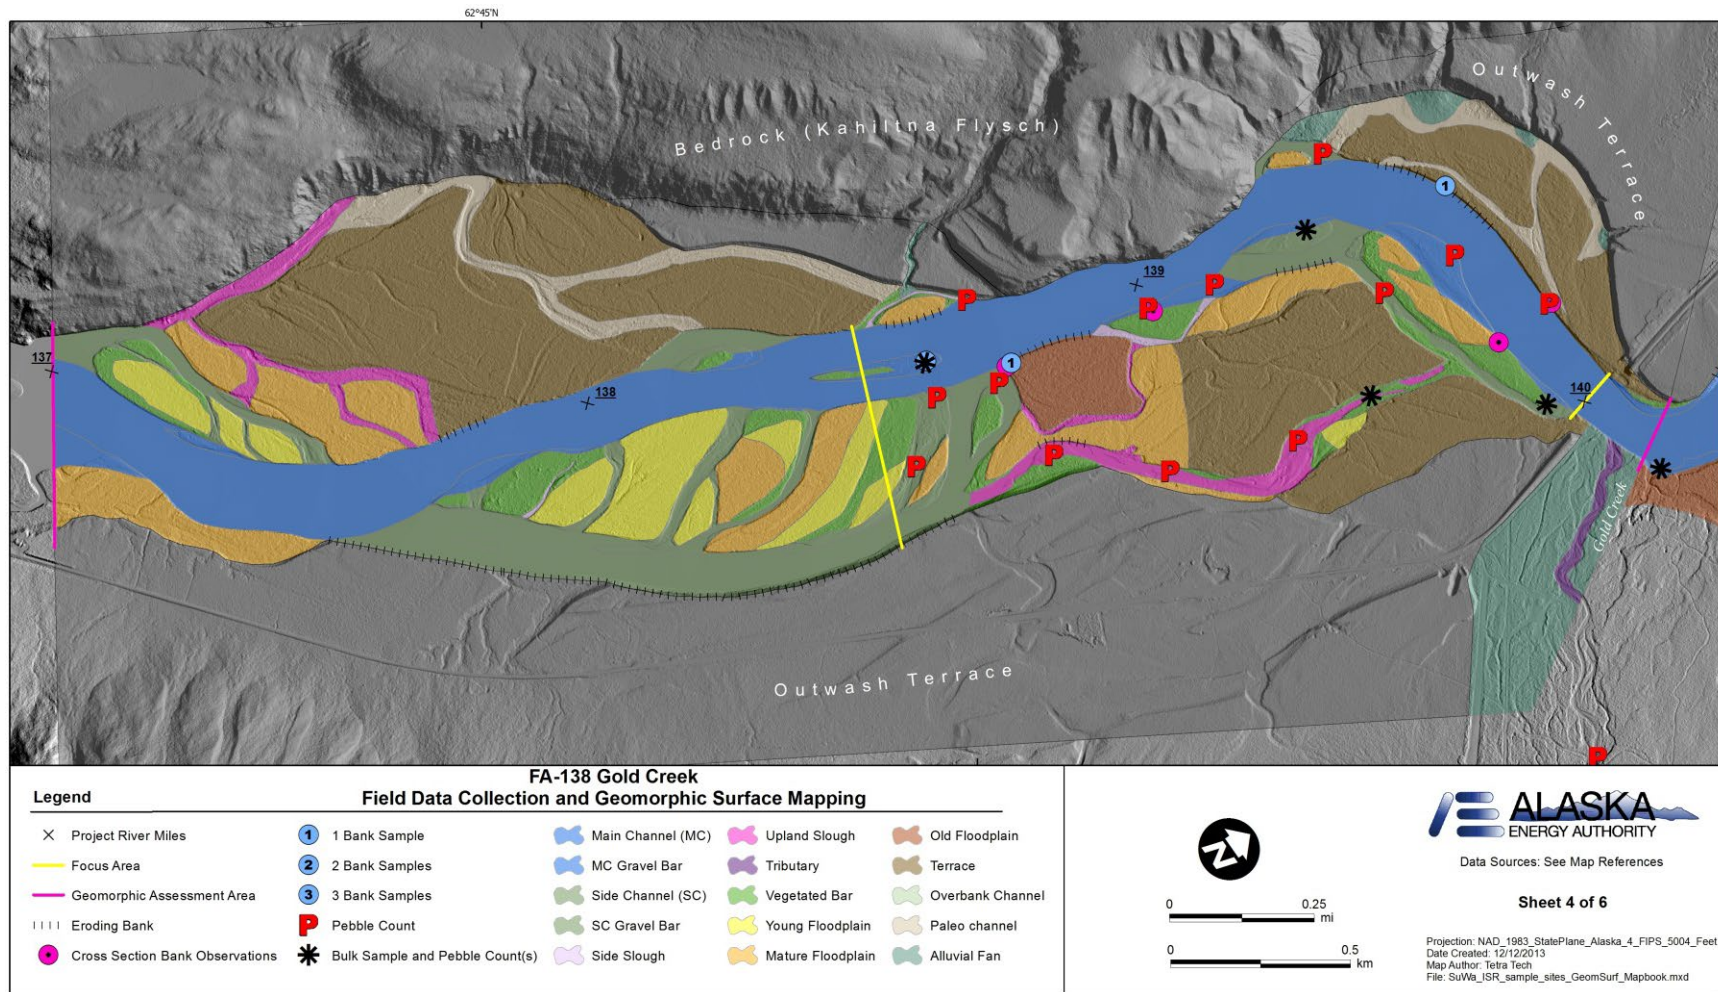 62°45'N
Bedrock (Kahiltna Flysch)
Outwash Terrace
P
1
P
139
P
P
P
P
P
P
137
1
P
138
P
140
P
P
P
P
Gold Creek
Outwash Terrace
P
FA-138 Gold Creek
Field Data Collection and Geomorphic Surface Mapping
Legend
Project River Miles
Focus Area
Geomorphic Assessment Area
Eroding Bank
Cross Section Bank Observations
1 1 Bank Sample
2 2 Bank Samples
3 3 Bank Samples
P Pebble Count
Bulk Sample and Pebble Count(s)
Main Channel (MC)
MC Gravel Bar
Side Channel (SC)
SC Gravel Bar
Side Slough
Upland Slough
Tributary
Vegetated Bar
Young Floodplain
Mature Floodplain
Old Floodplain
Terrace
Overbank Channel
Paleo channel
Alluvial Fan
N
0 0.25
mi
0 0.5
km
ALASKA
ENERGY AUTHORITY
Data Sources: See Map References
Sheet 4 of 6
Projection: NAD_1983_StatePlane_Alaska_4_FIPS_5004_Feet
Date Created: 12/12/2013
Map Author: Tetra Tech
File: SuWa_ISR_sample_sites_GeomSurf_Mapbook.mxd